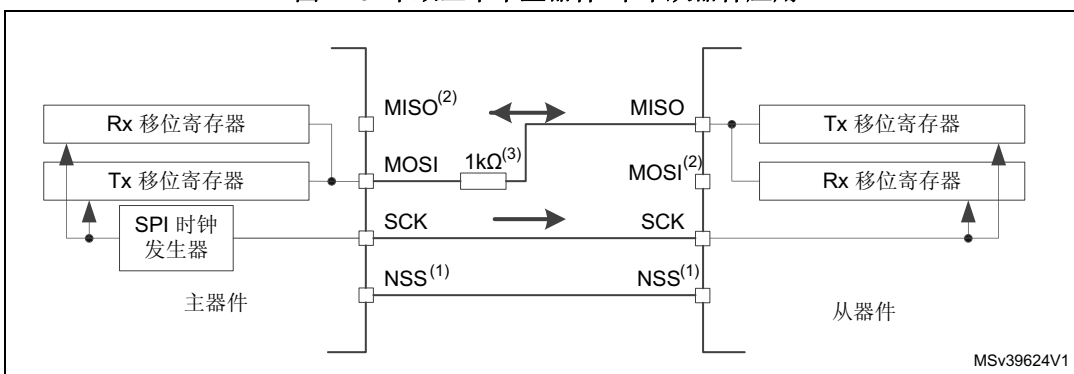 Rx 移位寄存器
Tx 移位寄存器
SPI 时钟
发生器
主器件
MISO(2)
MOSI
1kΩ(3)
SCK
NSS(1)
MISO
MOSI(2)
SCK
NSS(1)
Tx 移位寄存器
Rx 移位寄存器
从器件
MSv39624V1